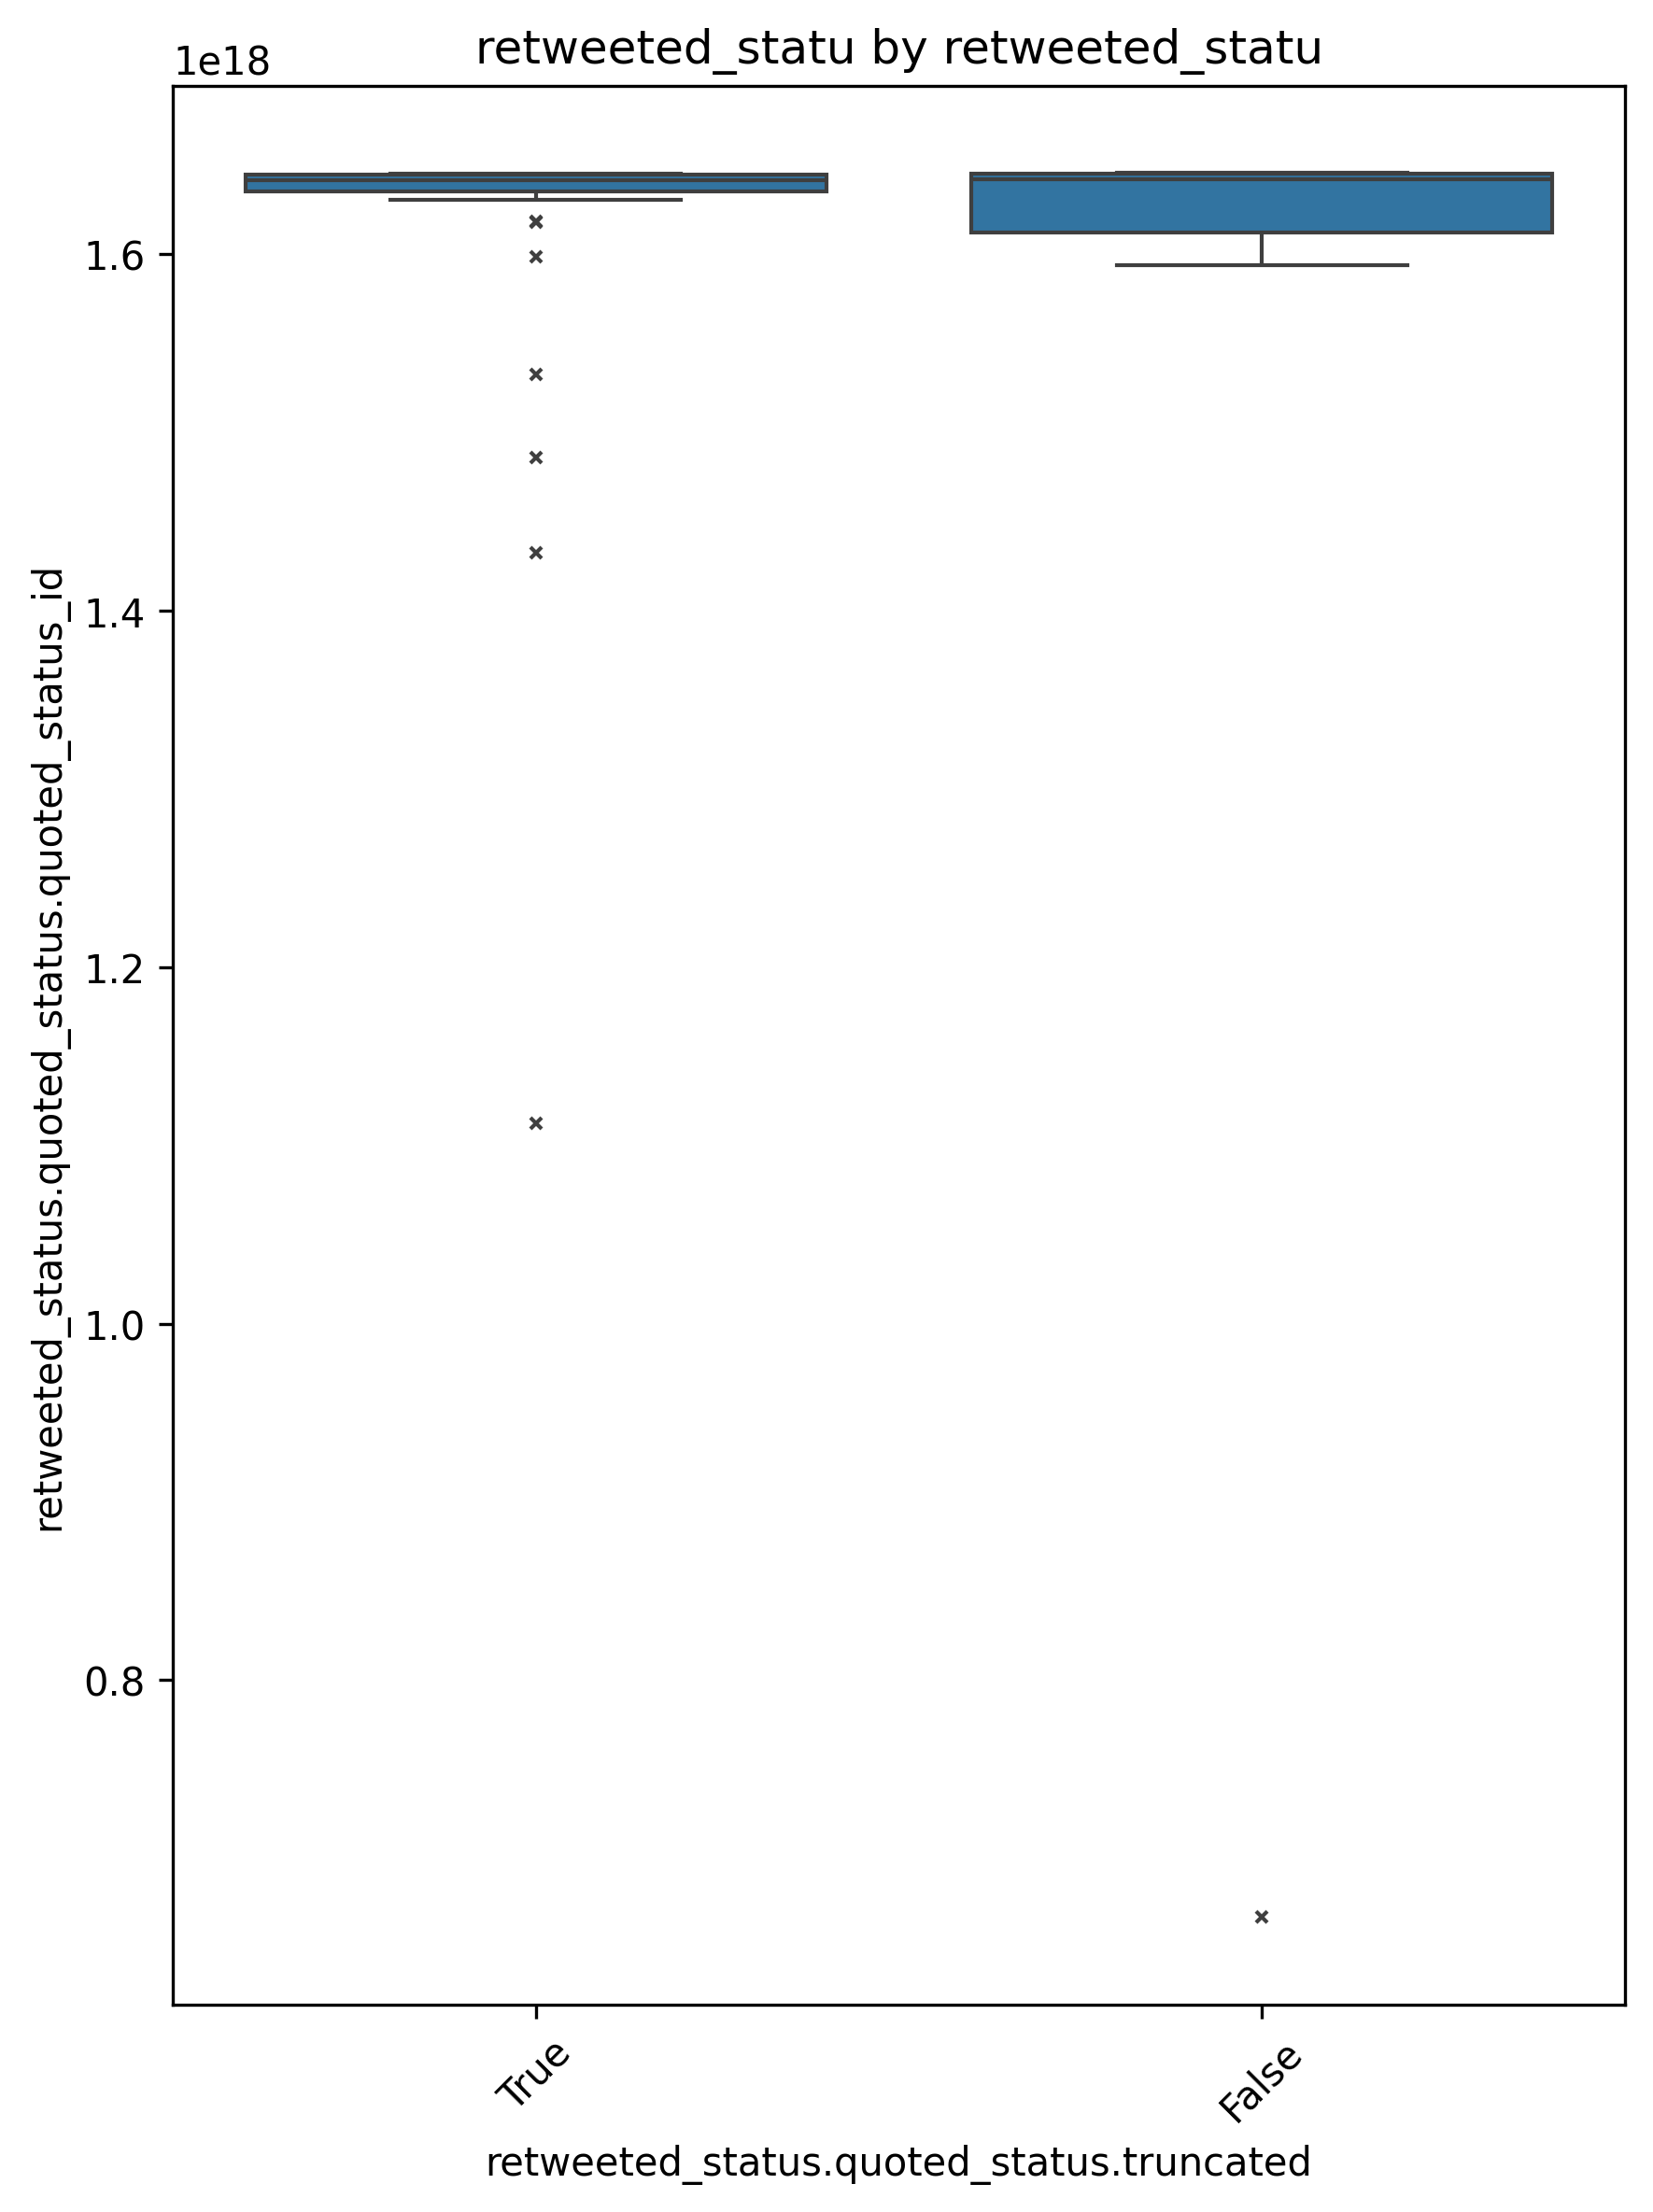 retweeted_statu by retweeted_statu
1e18
1.6
1.4
1.2
1.0
0.8
retweeted_status.quoted_status.quoted_status_id
True
False
retweeted_status.quoted_status.truncated